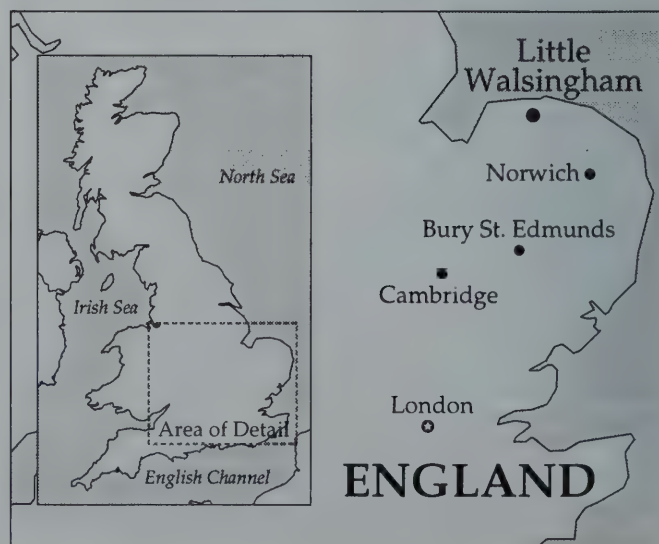 Little
Walsingham
North Sea
Norwich
Bury St. Edmunds
Irish Sea
Cambridge
London
Area of Detail
English Channel
ENGLAND